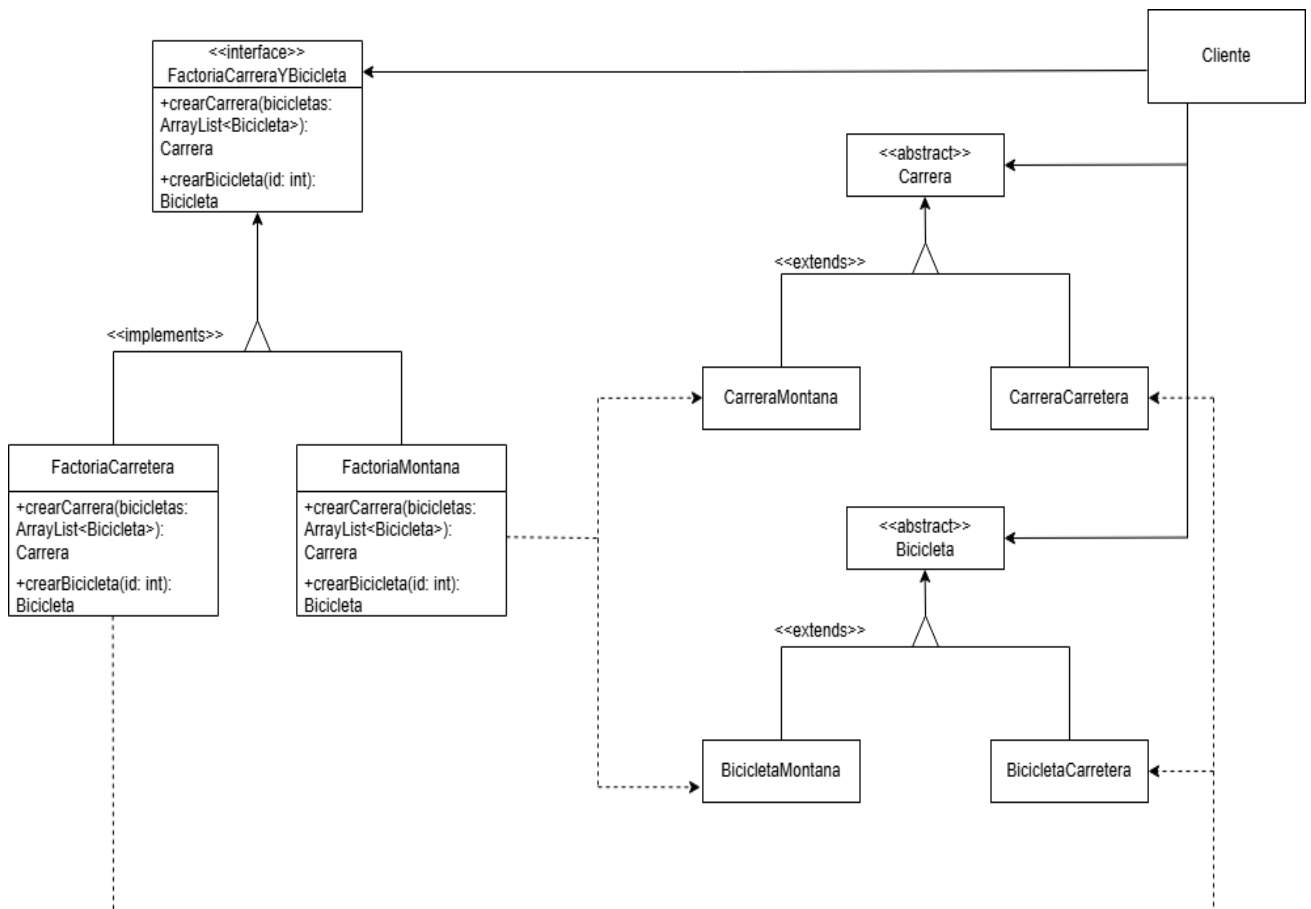 <<interface>>
FactoriaCarreraYBicicleta
+crearCarrera(bicicletas:
ArrayList<Bicicleta>):
Carrera
+crearBicicleta(id: int):
Bicicleta
Cliente
<<abstract>>
Carrera
<<extends>>
<<implements>>
CarreraMontana
CarreraCarretera
FactoriaCarretera
+crearCarrera(bicicletas:
ArrayList<Bicicleta>):
Carrera
+crearBicicleta(id: int):
Bicicleta
FactoriaMontana
+crearCarrera(bicicletas:
ArrayList<Bicicleta>):
Carrera
+crearBicicleta(id: int):
Bicicleta
<<abstract>>
Bicicleta
<<extends>>
BicicletaMontana
BicicletaCarretera